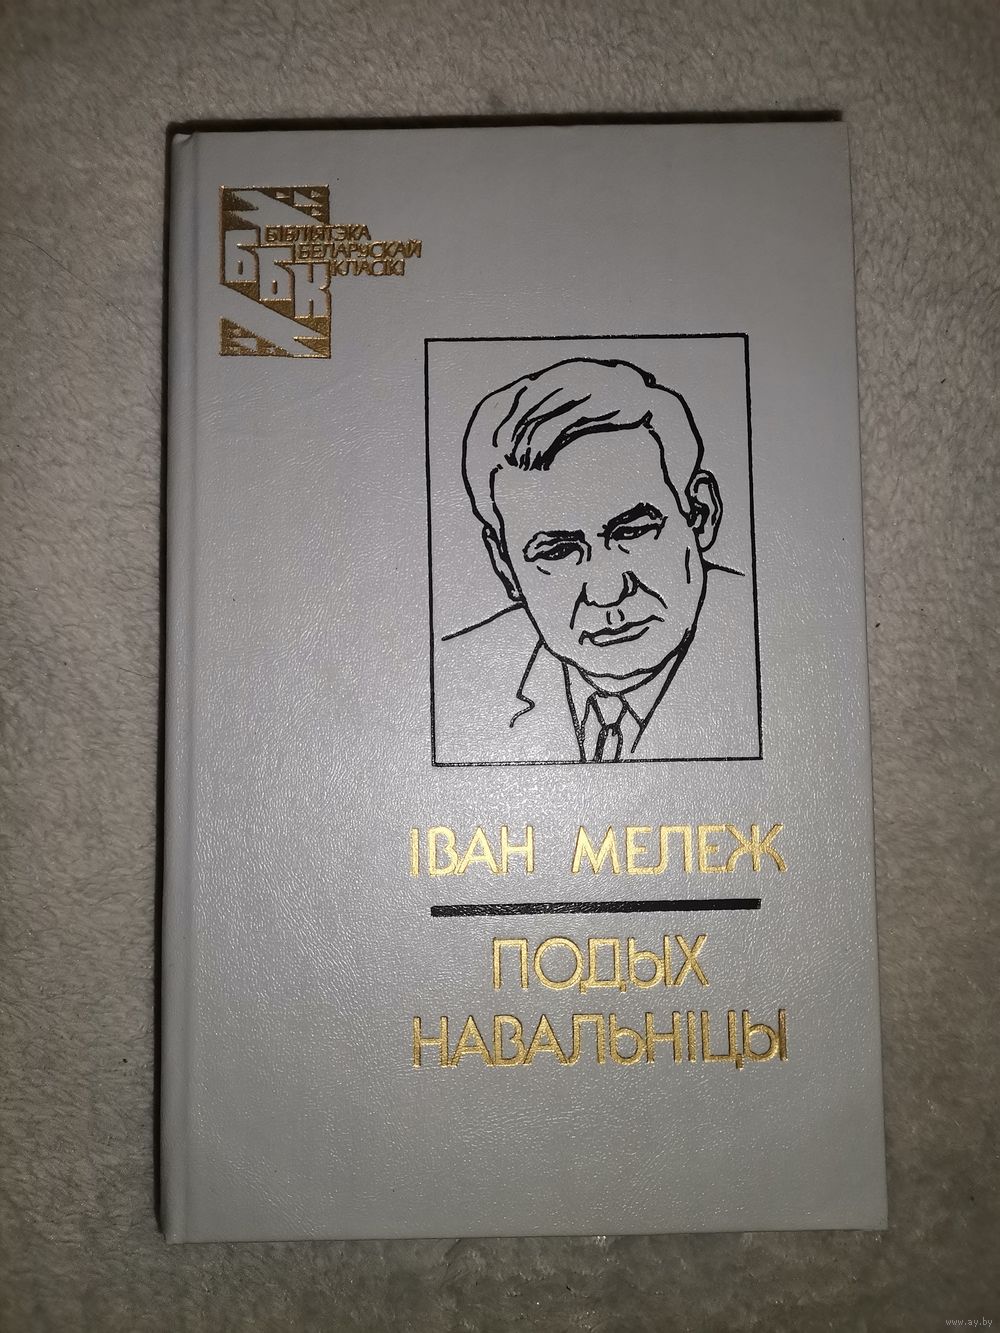 БІБЛІЯТЭКА
БЕЛАРУСКАЙ
КЛАСІКІ
ББК
ІВАН МЕЛЕЖ
ПОДЫХ
НАВАЛЬНІЦЫ
www.ay.by